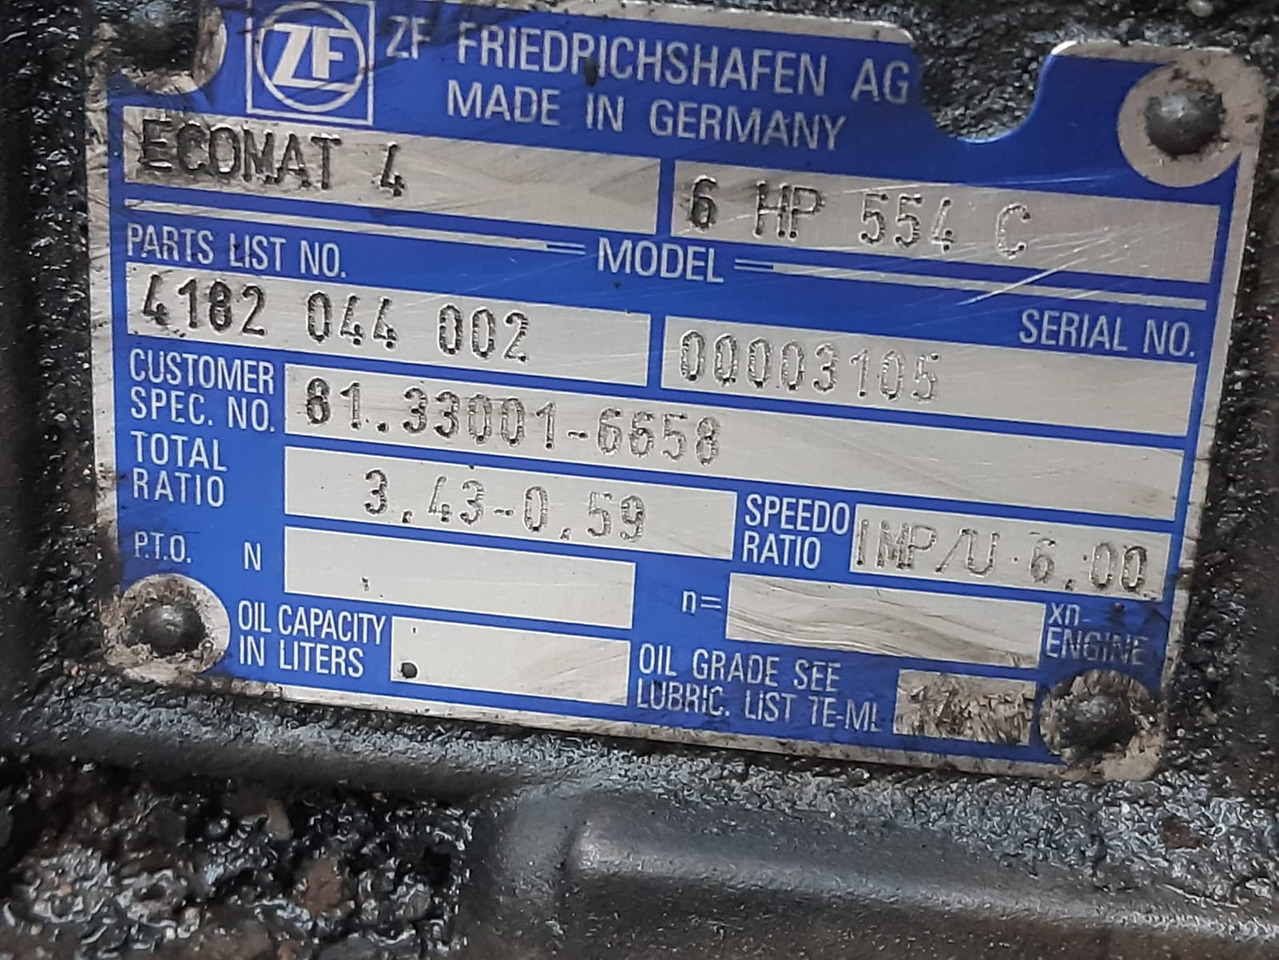 ZF ZF FRIEDRICHSHAFEN AG
MADE IN GERMANY
ECOMAT 4 6 HP 554 C
PARTS LIST NO. MODEL
4182 044 002 SERIAL NO.
00003105
CUSTOMER SPEC. NO. 81.33001-6658
TOTAL RATIO 3.43-0.59 SPEEDO RATIO IMP/U 6.00
P.T.O. N n= xn-ENGINE
OIL CAPACITY IN LITERS OIL GRADE SEE LUBRIC. LIST TE-ML